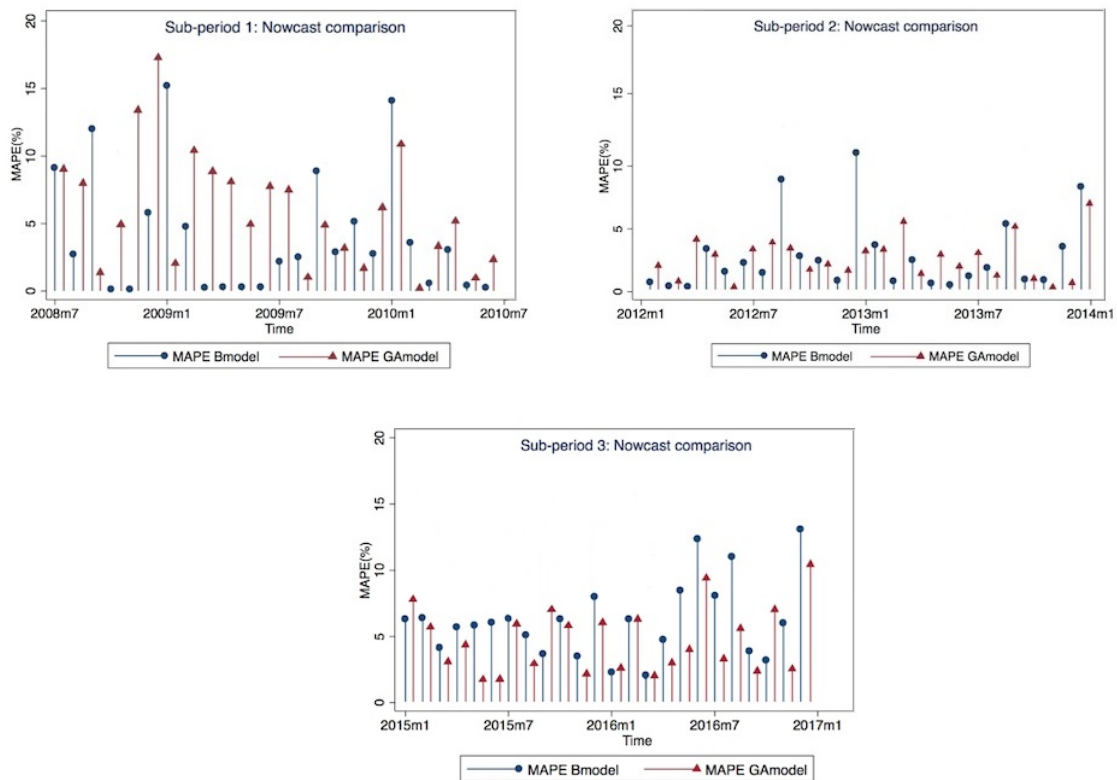 Sub-period 1: Nowcast comparison
MAPE(%)
20
15
10
5
0
2008m7 2009m1 2009m7 2010m1 2010m7
Time
MAPE Bmodel MAPE GAmodel
Sub-period 2: Nowcast comparison
MAPE(%)
20
15
10
5
0
2012m1 2012m7 2013m1 2013m7 2014m1
Time
MAPE Bmodel MAPE GAmodel
Sub-period 3: Nowcast comparison
MAPE(%)
20
15
10
5
0
2015m1 2015m7 2016m1 2016m7 2017m1
Time
MAPE Bmodel MAPE GAmodel